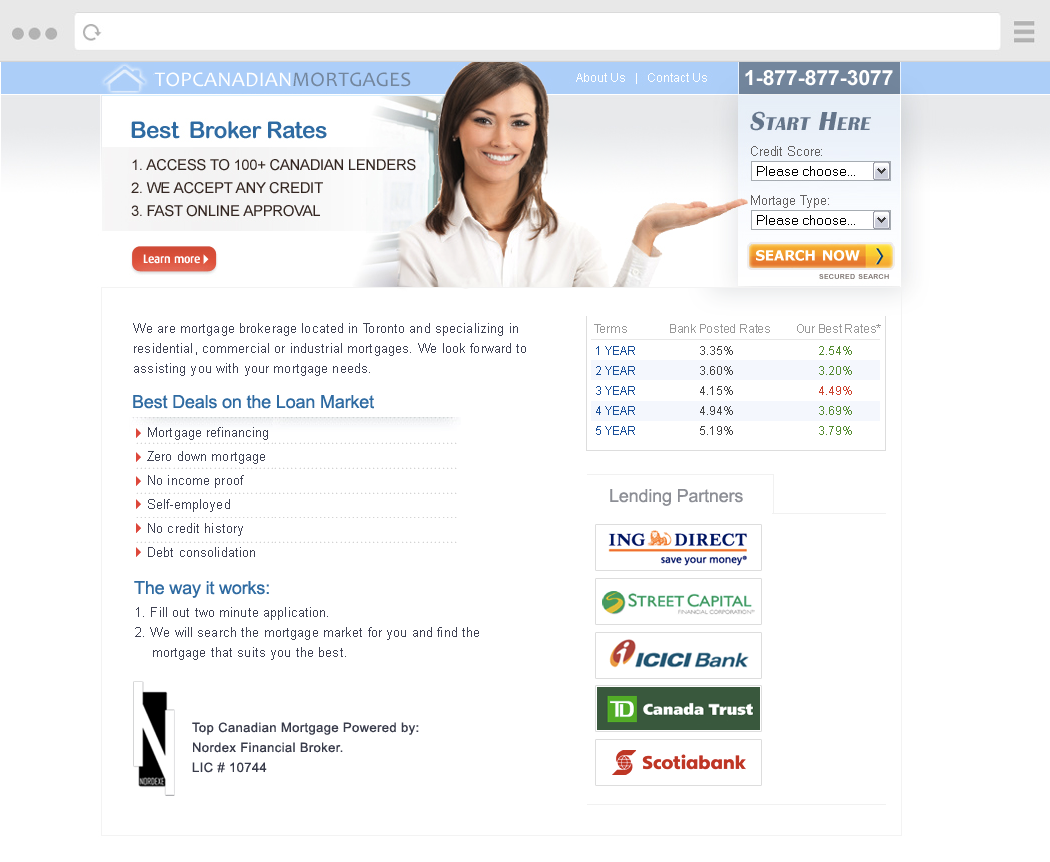 TOPCANADIANMORTGAGES
About Us | Contact Us
1-877-877-3077
Best Broker Rates
1. ACCESS TO 100+ CANADIAN LENDERS
2. WE ACCEPT ANY CREDIT
3. FAST ONLINE APPROVAL
Learn more
START HERE
Credit Score:
Please choose...
Mortage Type:
Please choose...
SEARCH NOW
SECURED SEARCH
We are mortgage brokerage located in Toronto and specializing in
residential, commercial or industrial mortgages. We look forward to
assisting you with your mortgage needs.
Best Deals on the Loan Market
Mortgage refinancing
Zero down mortgage
No income proof
Self-employed
No credit history
Debt consolidation
The way it works:
1. Fill out two minute application.
2. We will search the mortgage market for you and find the
mortgage that suits you the best.
NORDEXE
Top Canadian Mortgage Powered by:
Nordex Financial Broker.
LIC # 10744
Terms Bank Posted Rates Our Best Rates*
1 YEAR 3.35% 2.54%
2 YEAR 3.60% 3.20%
3 YEAR 4.15% 4.49%
4 YEAR 4.94% 3.69%
5 YEAR 5.19% 3.79%
Lending Partners
ING DIRECT
save your money®
STREET CAPITAL
FINANCIAL CORPORATION
ICICI Bank
TD Canada Trust
Scotiabank